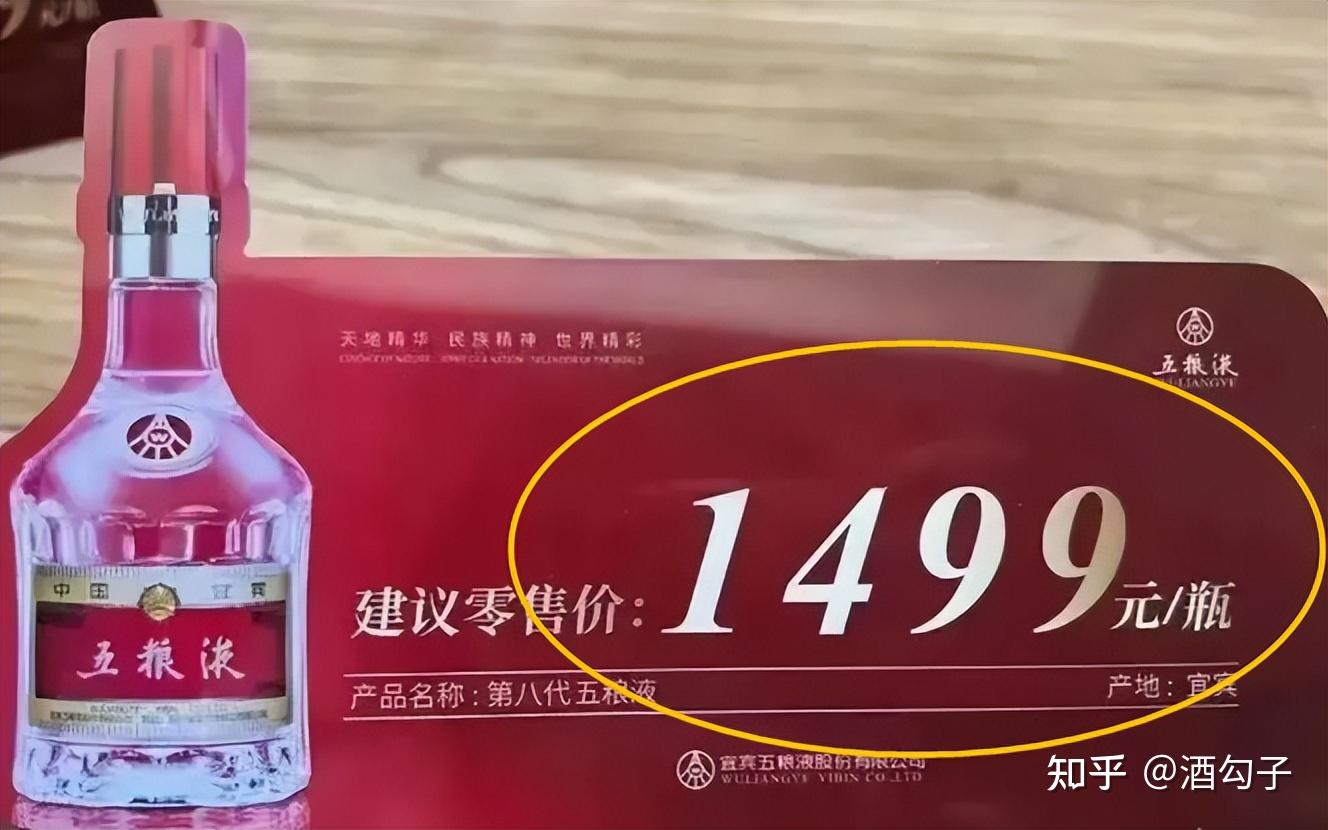 天地精华 民族精神 世界精彩
五粮液
WULIANGYE
中国 宜宾
五粮液
建议零售价：1499元/瓶
产品名称：第八代五粮液 产地：宜宾
宜宾五粮液股份有限公司
WULIANGYE YIBIN CO.,LTD
知乎 @酒勾子